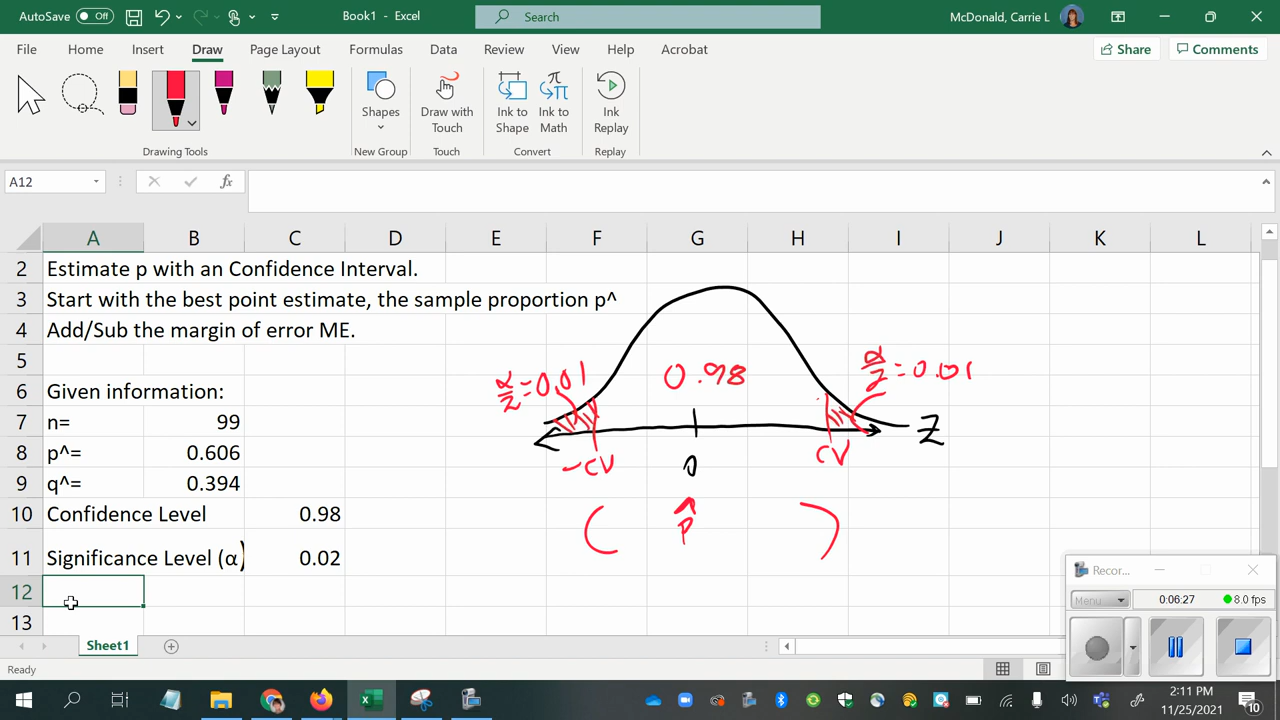 AutoSave Off Book1 - Excel Search McDonald, Carrie L
File Home Insert Draw Page Layout Formulas Data Review View Help Acrobat Share Comments
Shapes Draw with Touch Ink to Shape Ink to Math Ink Replay
Drawing Tools New Group Touch Convert Replay
A12 fx
A B C D E F G H I J K L
2 Estimate p with an Confidence Interval.
3 Start with the best point estimate, the sample proportion p^
4 Add/Sub the margin of error ME.
5
6 Given information:
7 n= 99
8 p^= 0.606
9 q^= 0.394
10 Confidence Level 0.98
11 Significance Level (α) 0.02
12
13
α/2 = 0.01 0.98 α/2 = 0.01
Z
-CV 0 CV
( p̂ )
Recor...
Menu 0:06:27 8.0 fps
Sheet1
Ready
2:11 PM
11/25/2021 10